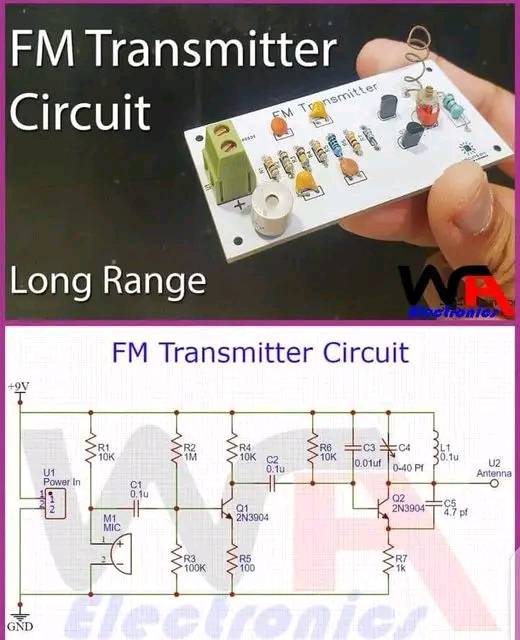 FM Transmitter
Circuit
FM Transmitter
+
Long Range
WA
Electronics
FM Transmitter Circuit
+9V
U1
Power In
1
2
1
2
R1
10K
R2
1M
R4
10K
R6
10K
C3
0.01uf
C4
0-40 Pf
L1
0.1u
U2
Antenna
C1
0.1u
C2
0.1u
Q1
2N3904
Q2
2N3904
C5
4.7 pf
M1
MIC
1
+
2
-
R3
100K
R5
100
R7
1k
GND
WA
Electronics